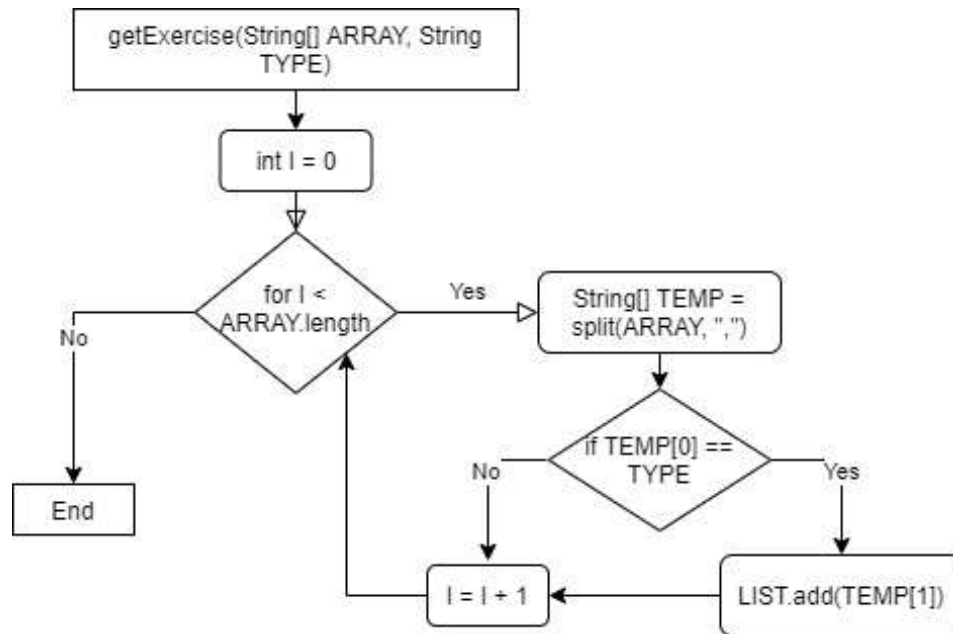 getExercise(String[] ARRAY, String
TYPE)
int I = 0
for I <
ARRAY.length
Yes
No
String[] TEMP =
split(ARRAY, ",")
if TEMP[0] ==
TYPE
No
Yes
End
I = I + 1
LIST.add(TEMP[1])